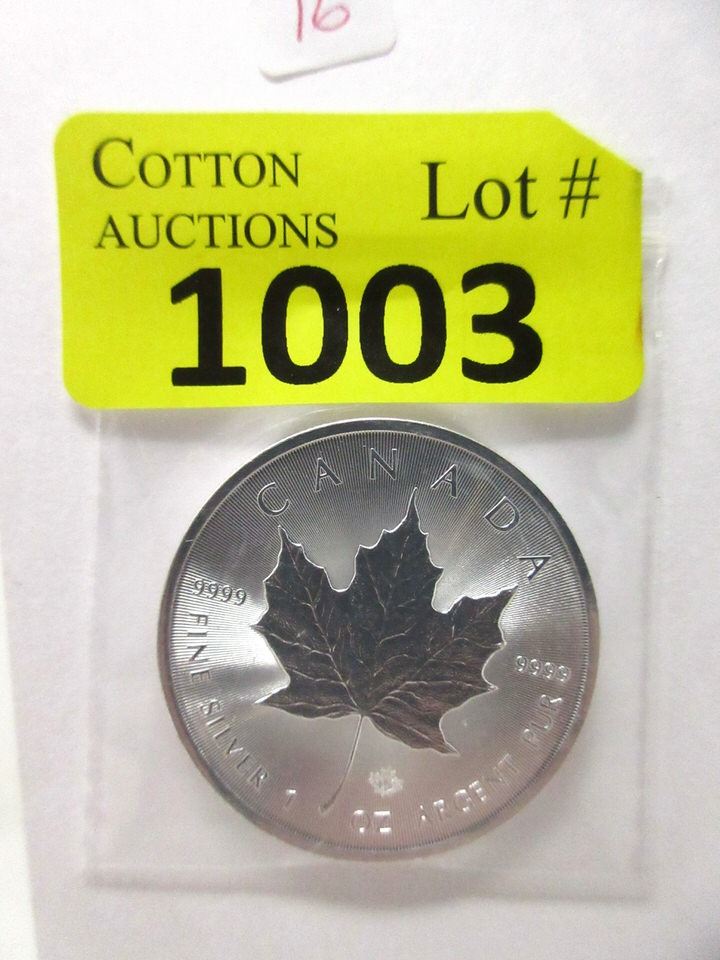 16
COTTON
AUCTIONS
Lot #
1003
CANADA
9999
9999
FINE SILVER 1 OZ ARGENT PUR